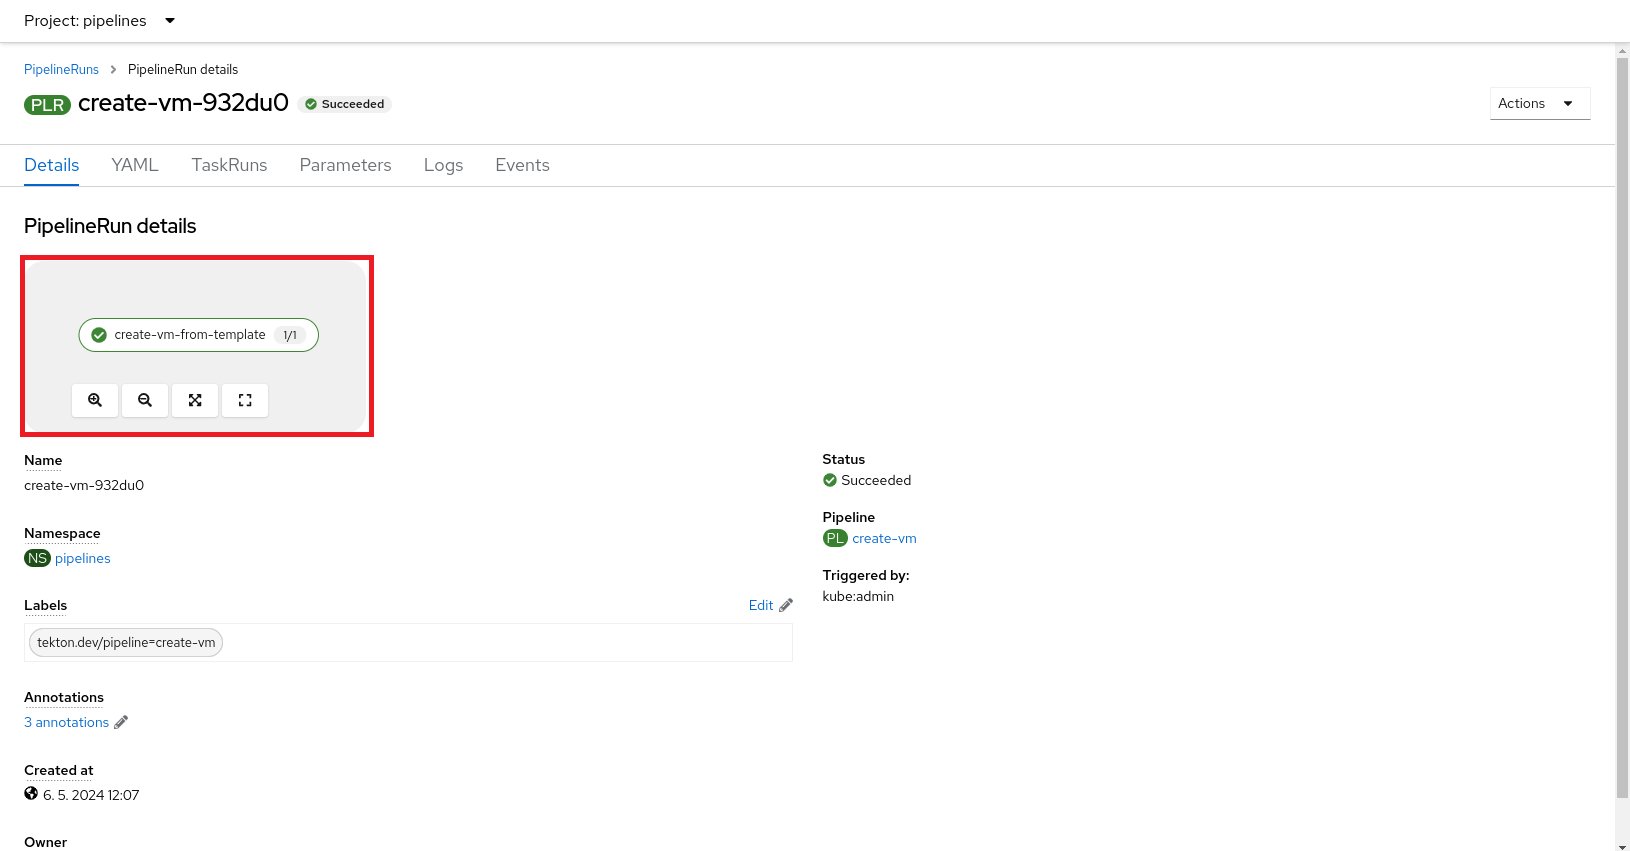 Project: pipelines
PipelineRuns > PipelineRun details
PLR create-vm-932du0 Succeeded
Actions
Details YAML TaskRuns Parameters Logs Events
PipelineRun details
create-vm-from-template 1/1
Name
create-vm-932du0
Namespace
NS pipelines
Labels
Edit
tekton.dev/pipeline=create-vm
Annotations
3 annotations
Created at
6. 5. 2024 12:07
Owner
Status
Succeeded
Pipeline
PL create-vm
Triggered by:
kube:admin